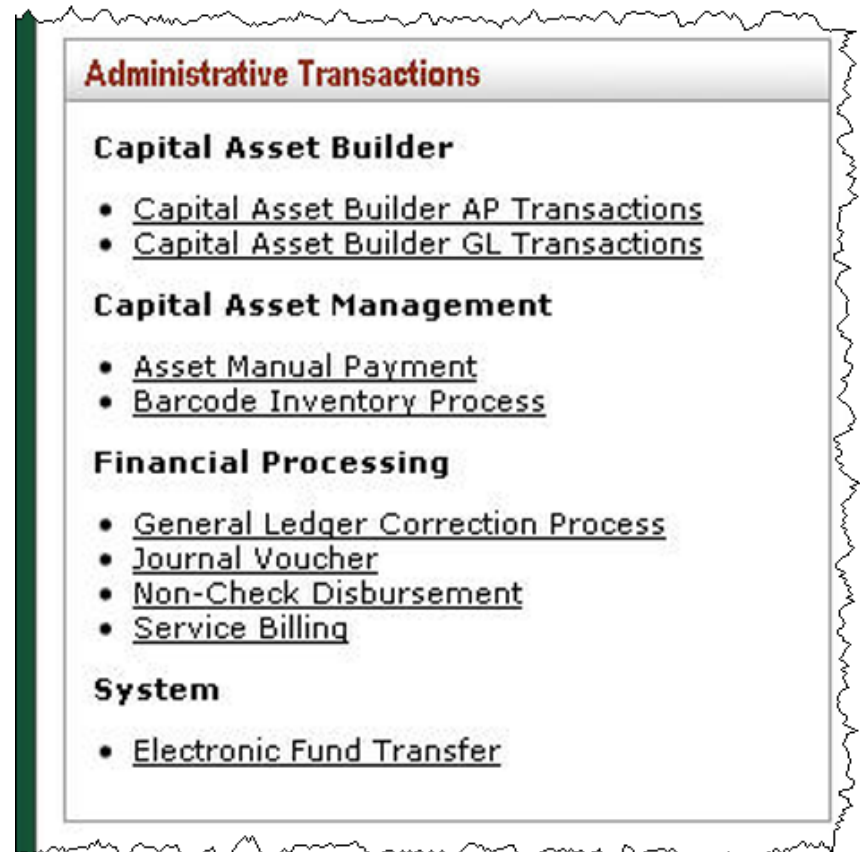 Administrative Transactions
Capital Asset Builder
• Capital Asset Builder AP Transactions
• Capital Asset Builder GL Transactions
Capital Asset Management
• Asset Manual Payment
• Barcode Inventory Process
Financial Processing
• General Ledger Correction Process
• Journal Voucher
• Non-Check Disbursement
• Service Billing
System
• Electronic Fund Transfer